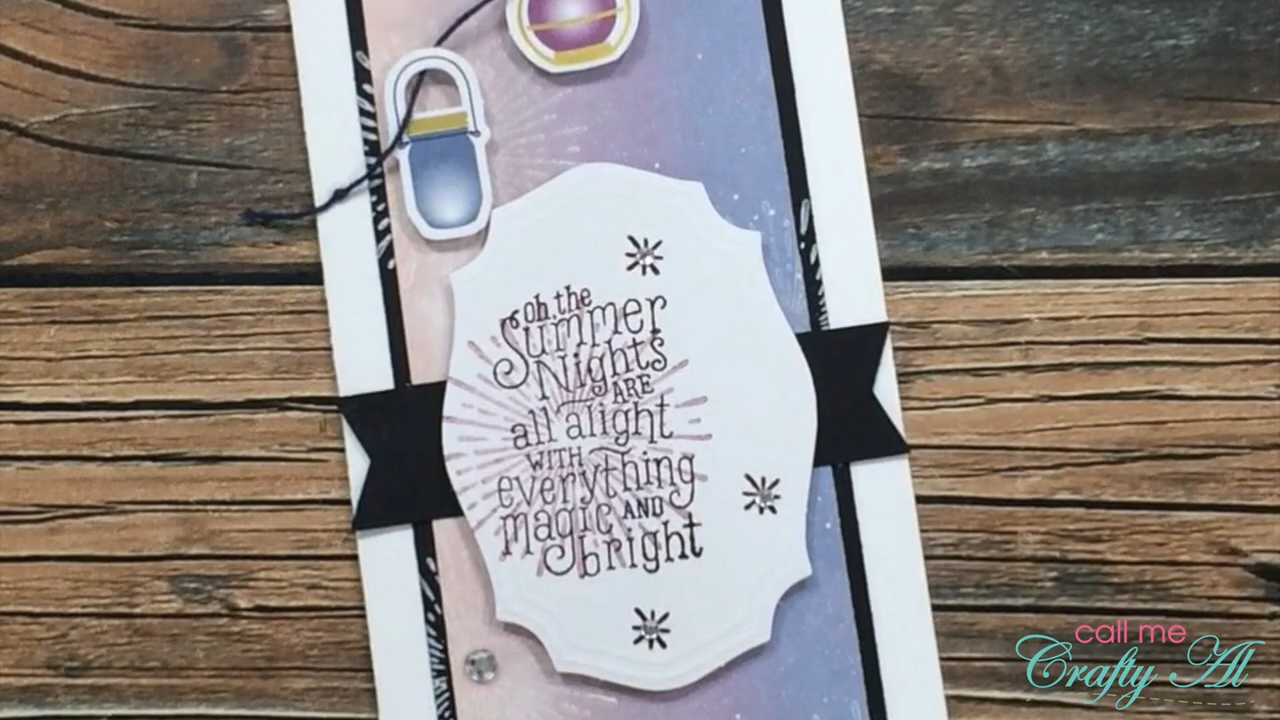 oh the
Summer
Nights
ARE
all alight
WITH
everything
magic AND
bright
call me
Crafty Al